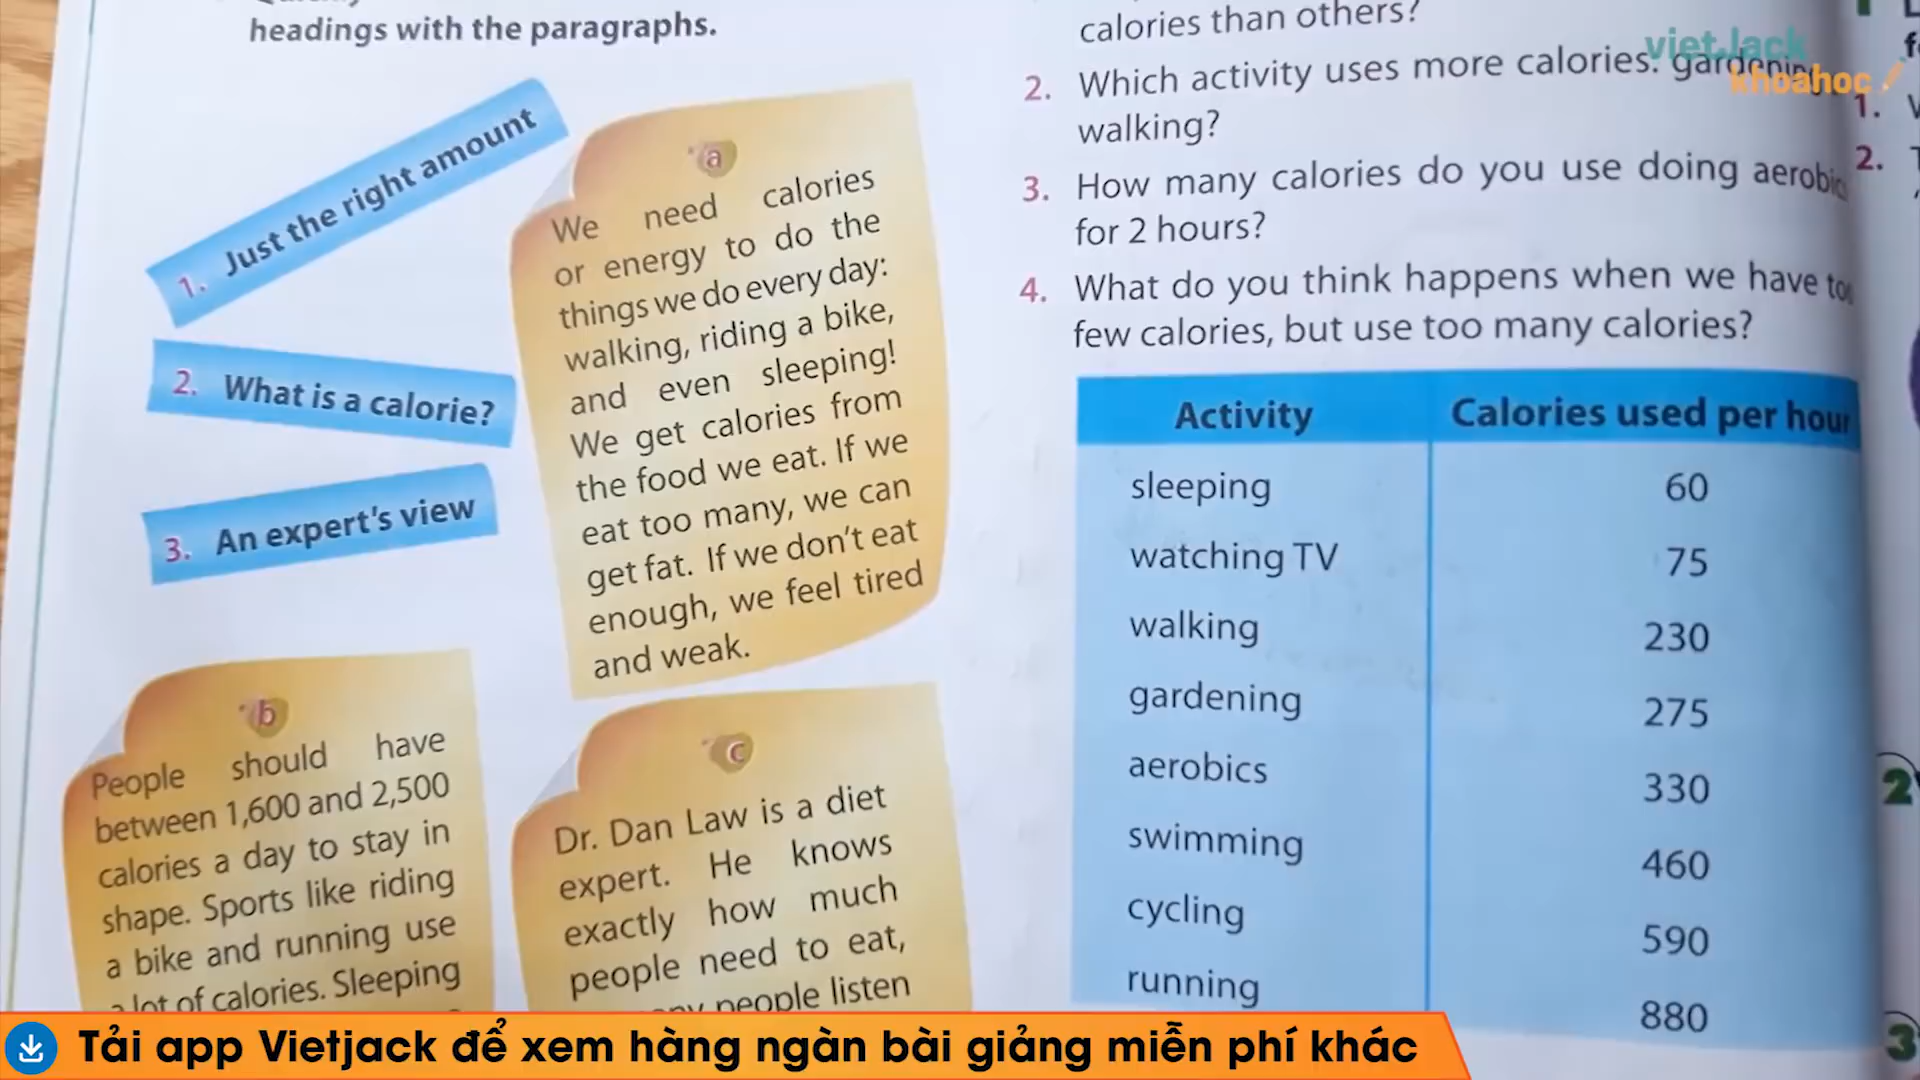 headings with the paragraphs.
1. Just the right amount
2. What is a calorie?
3. An expert's view
a
We need calories
or energy to do the
things we do every day:
walking, riding a bike,
and even sleeping!
We get calories from
the food we eat. If we
eat too many, we can
get fat. If we don't eat
enough, we feel tired
and weak.
b
People should have
between 1,600 and 2,500
calories a day to stay in
shape. Sports like riding
a bike and running use
a lot of calories. Sleeping
c
Dr. Dan Law is a diet
expert. He knows
exactly how much
people need to eat,
people listen
calories than others?
2. Which activity uses more calories: gardening
walking?
3. How many calories do you use doing aerobic
for 2 hours?
4. What do you think happens when we have too
few calories, but use too many calories?
Activity Calories used per hour
sleeping 60
watching TV 75
walking 230
gardening 275
aerobics 330
swimming 460
cycling 590
running 880
1.
2.
2
3
vietJack
khoahoc
Tải app Vietjack để xem hàng ngàn bài giảng miễn phí khác